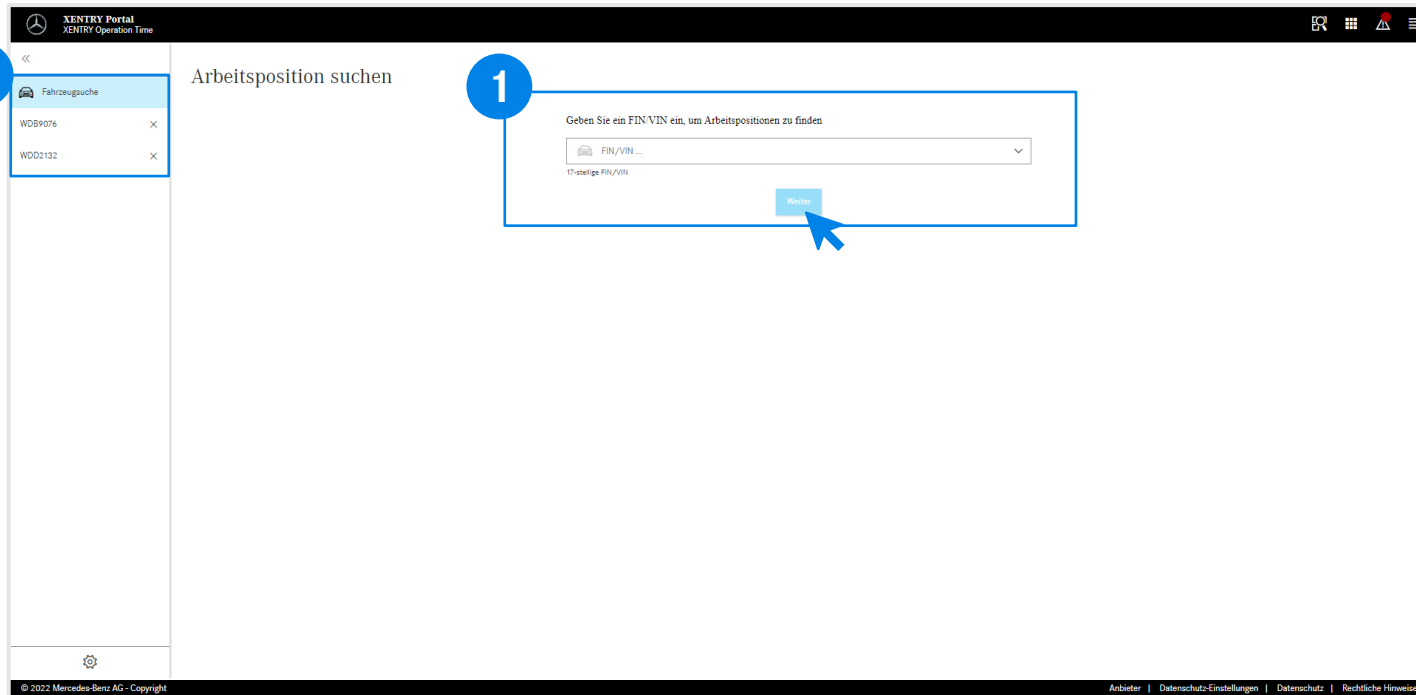 XENTRY Portal
XENTRY Operation Time
Fahrzeugsuche
WDB9076
WDD2132
Arbeitsposition suchen
1
Geben Sie ein FIN/VIN ein, um Arbeitspositionen zu finden
FIN/VIN ...
17-stellige FIN/VIN
Weiter
© 2022 Mercedes-Benz AG - Copyright
Anbieter | Datenschutz-Einstellungen | Datenschutz | Rechtliche Hinweise